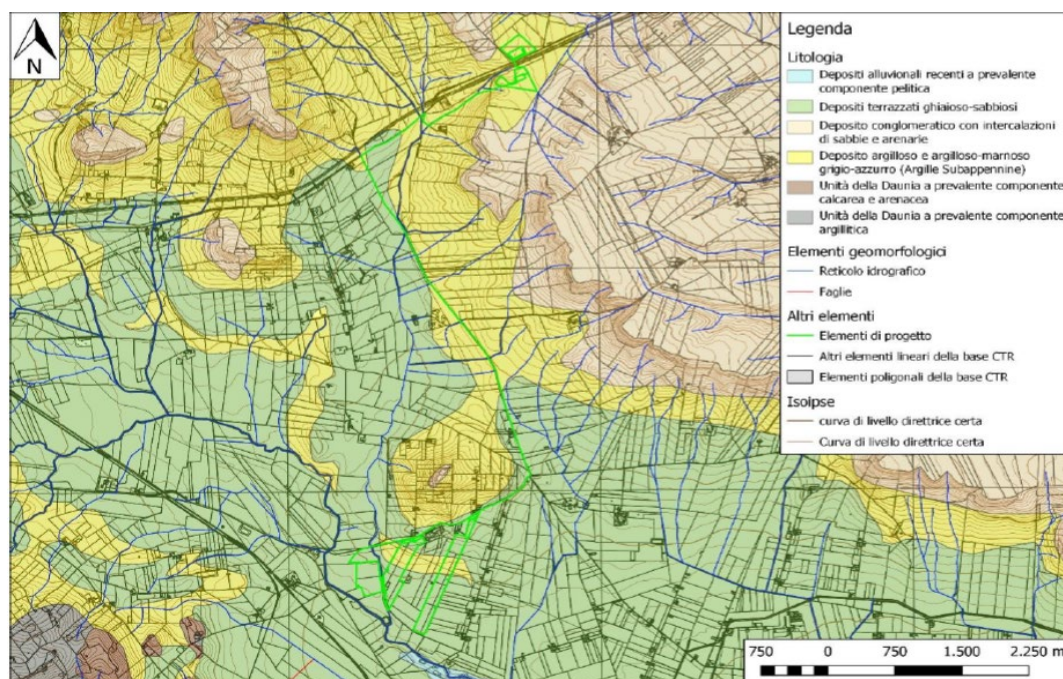 N
Legenda
Litologia
Depositi alluvionali recenti a prevalente
componente pelitica
Depositi terrazzati ghiaioso-sabbiosi
Deposito conglomeratico con intercalazioni
di sabbie e arenarie
Deposito argilloso e argilloso-marnoso
grigio-azzurro (Argille Subappennine)
Unità della Daunia a prevalente componente
calcarea e arenacea
Unità della Daunia a prevalente componente
argillitica
Elementi geomorfologici
Reticolo idrografico
Faglie
Altri elementi
Elementi di progetto
Altri elementi lineari della base CTR
Elementi poligonali della base CTR
Isoipse
curva di livello direttrice certa
Curva di livello direttrice certa
750 0 750 1.500 2.250 m